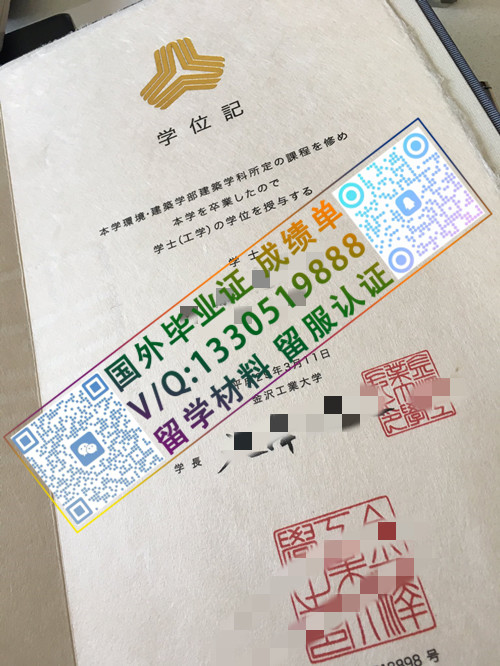 学位記
本学環境・建築学部建築学科所定の課程を修め
本学を卒業したので
学士(工学)の学位を授与する
学士
国外毕业证 成绩单
V/Q:1330519888
留学材料 留服认证
年3月11日
金沢工業大学
学長
号